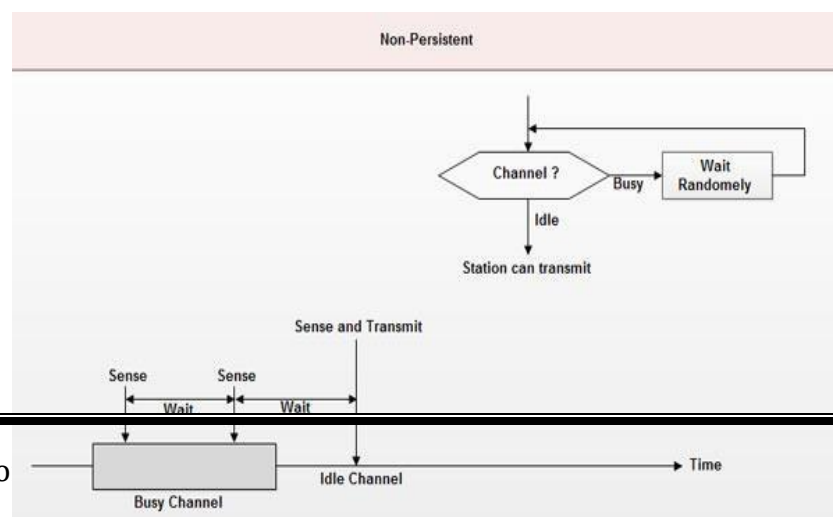 Non-Persistent
Channel ?
Busy
Wait
Randomely
Idle
Station can transmit
Sense and Transmit
Sense
Sense
Wait
Wait
o
Time
Idle Channel
Busy Channel